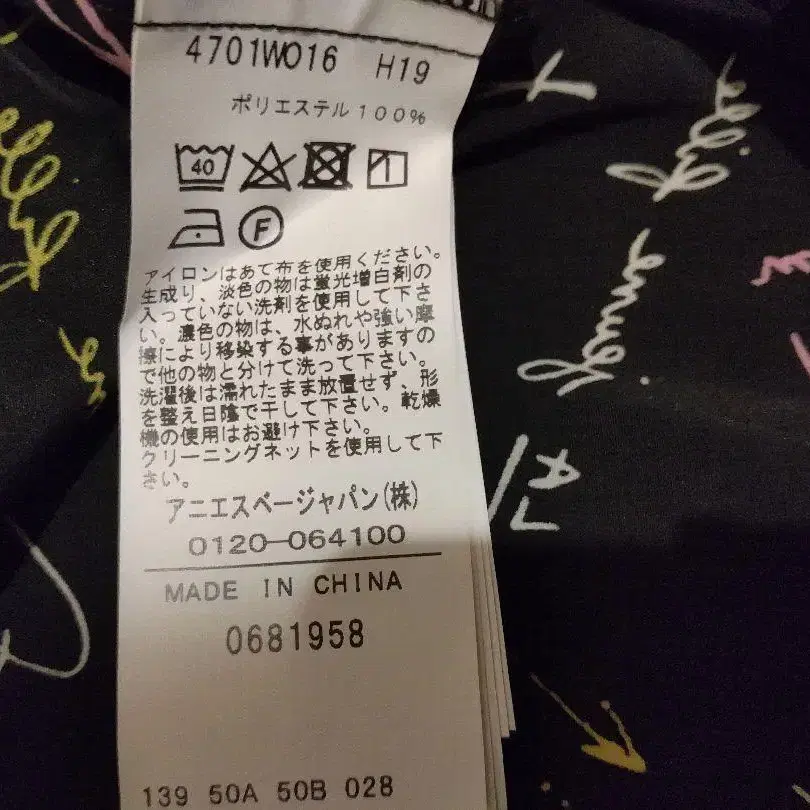 4701W016 H19
ポリエステル100%
40
F
アイロンはあて布を使用ください。
生成り、淡色の物は蛍光増白剤の
入っていない洗剤を使用して下さ
い。濃色の物は、水ぬれや強い摩
擦により移染する事がありますの
で他の物と分けて洗って下さい。
洗濯後は濡れたまま放置せず、形
を整え日陰で干して下さい。乾燥
機の使用はお避け下さい。
クリーニングネットを使用して下
さい。
アニエスベージャパン(株)
0120-064100
MADE IN CHINA
0681958
139 50A 50B 028